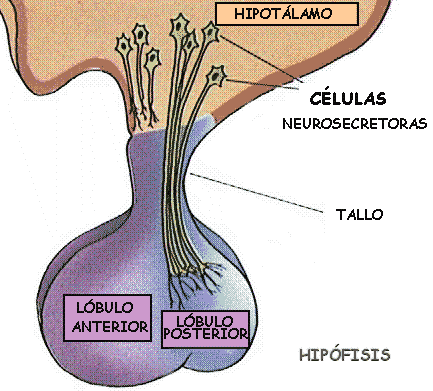 HIPOTÁLAMO
CÉLULAS
NEUROSECRETORAS
TALLO
LÓBULO
ANTERIOR
LÓBULO
POSTERIOR
HIPÓFISIS